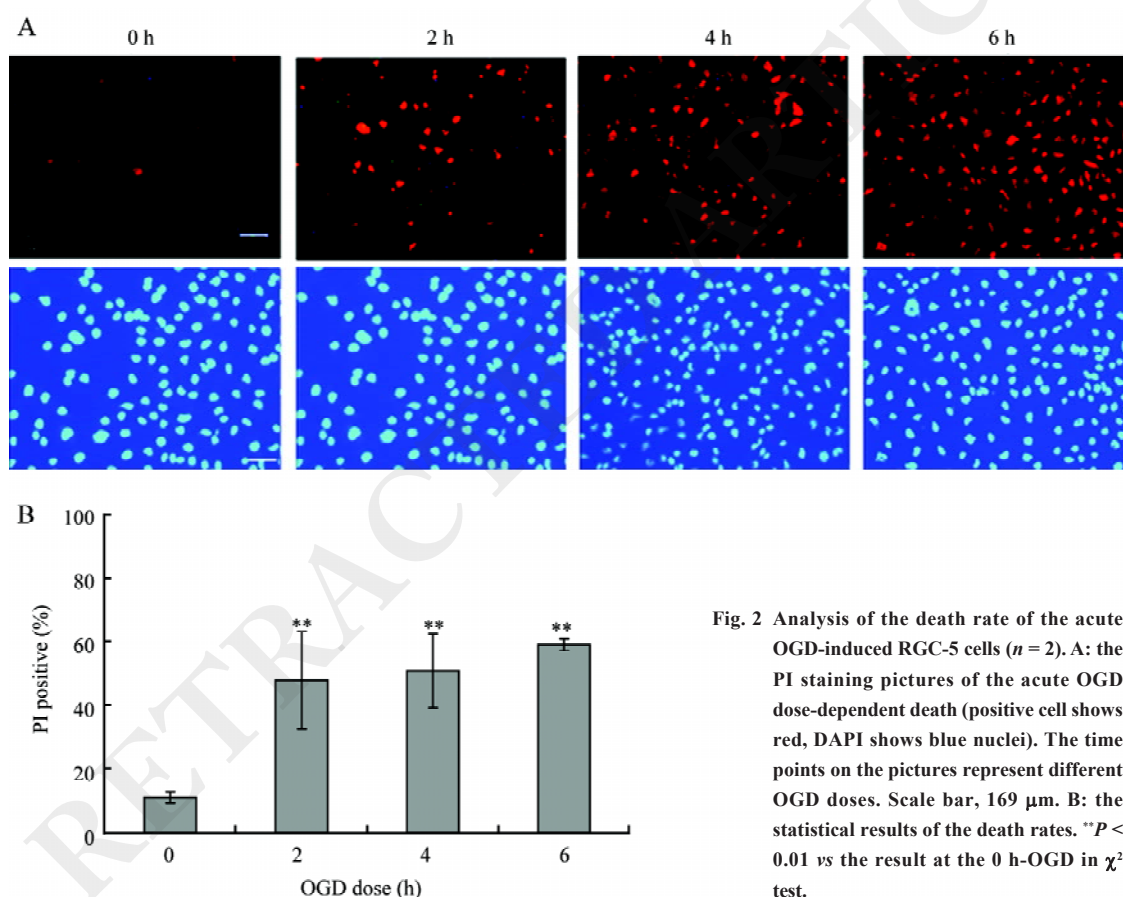 A
0 h 2 h 4 h 6 h
B
100
80
60
40
20
0
PI positive (%)
** ** **
0 2 4 6
OGD dose (h)
Fig. 2 Analysis of the death rate of the acute
OGD-induced RGC-5 cells (n = 2). A: the
PI staining pictures of the acute OGD
dose-dependent death (positive cell shows
red, DAPI shows blue nuclei). The time
points on the pictures represent different
OGD doses. Scale bar, 169 μm. B: the
statistical results of the death rates. **P <
0.01 vs the result at the 0 h-OGD in χ²
test.
RETRACTED ARTIC